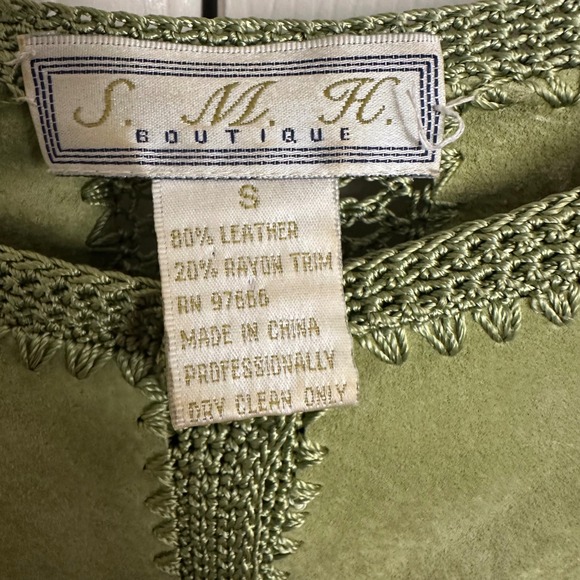 S. M. H.
BOUTIQUE
S
80% LEATHER
20% RAYON TRIM
RN 97666
MADE IN CHINA
PROFESSIONALLY
DRY CLEAN ONLY